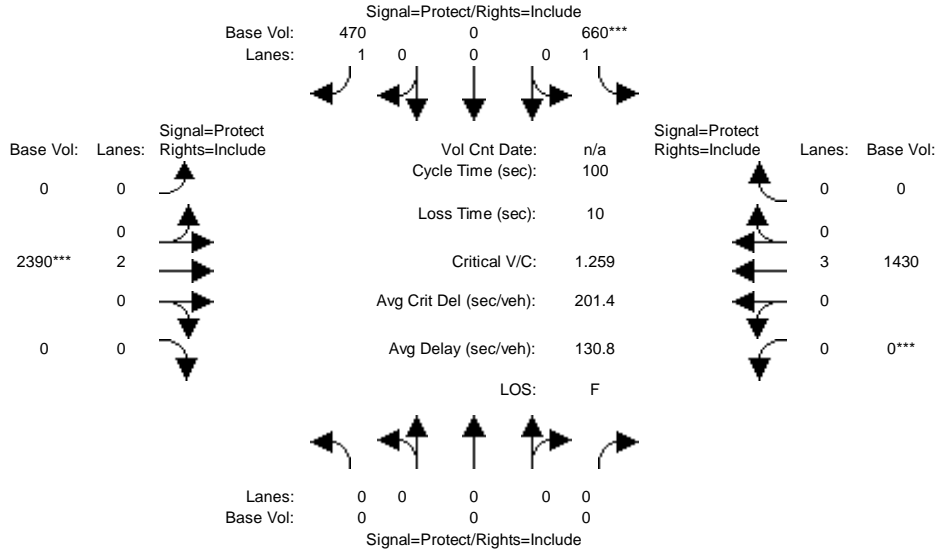 Signal=Protect/Rights=Include
Base Vol: 470 0 660***
Lanes: 1 0 0 0 1
Signal=Protect Signal=Protect
Base Vol: Lanes: Rights=Include Vol Cnt Date: n/a Rights=Include Lanes: Base Vol:
Cycle Time (sec): 100
0 0 0 0
Loss Time (sec): 10
0 0
2390*** 2 Critical V/C: 1.259 3 1430
0 Avg Crit Del (sec/veh): 201.4 0
0 0 Avg Delay (sec/veh): 130.8 0 0***
LOS: F
Lanes: 0 0 0 0 0
Base Vol: 0 0 0
Signal=Protect/Rights=Include